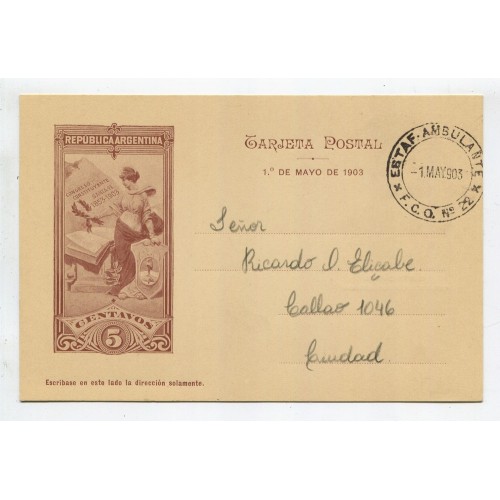 REPÚBLICA ARGENTINA
TARJETA POSTAL
1.º DE MAYO DE 1903
ESTAF. AMBULANTE
-1 MAY 903
F.C.O. Nº 22
Señor
Ricardo D. Elicabe
Callao 1046
Ciudad.
5
CENTAVOS
Escríbase en este lado la dirección solamente.